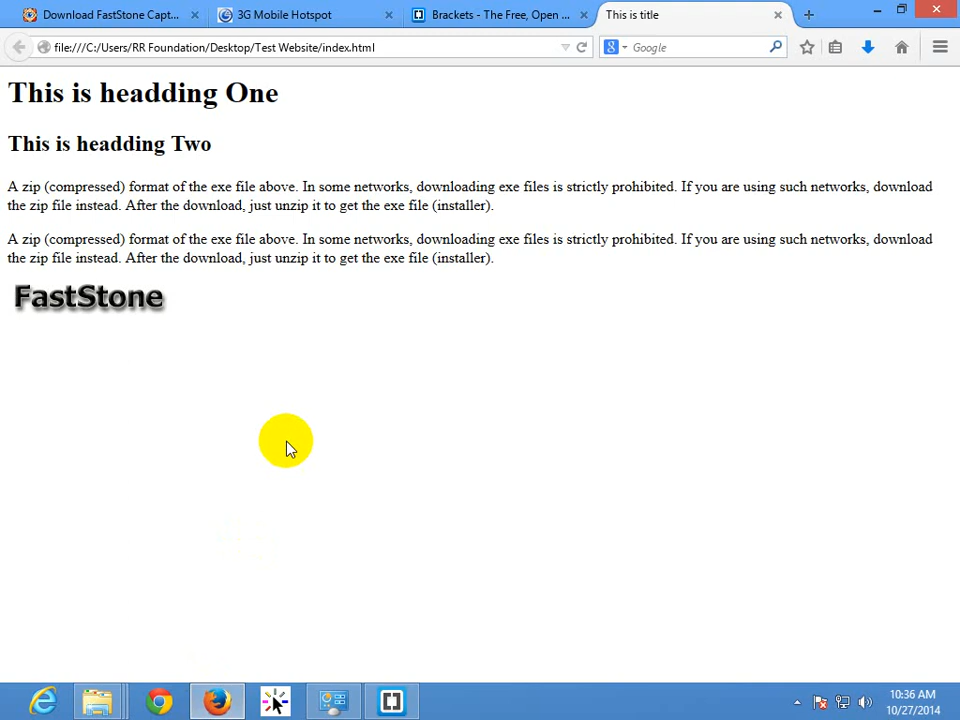 Download FastStone Capt...
3G Mobile Hotspot
Brackets - The Free, Open ...
This is title
file:///C:/Users/RR Foundation/Desktop/Test Website/index.html
Google
This is headding One
This is headding Two
A zip (compressed) format of the exe file above. In some networks, downloading exe files is strictly prohibited. If you are using such networks, download
the zip file instead. After the download, just unzip it to get the exe file (installer).
A zip (compressed) format of the exe file above. In some networks, downloading exe files is strictly prohibited. If you are using such networks, download
the zip file instead. After the download, just unzip it to get the exe file (installer).
FastStone
10:36 AM
10/27/2014